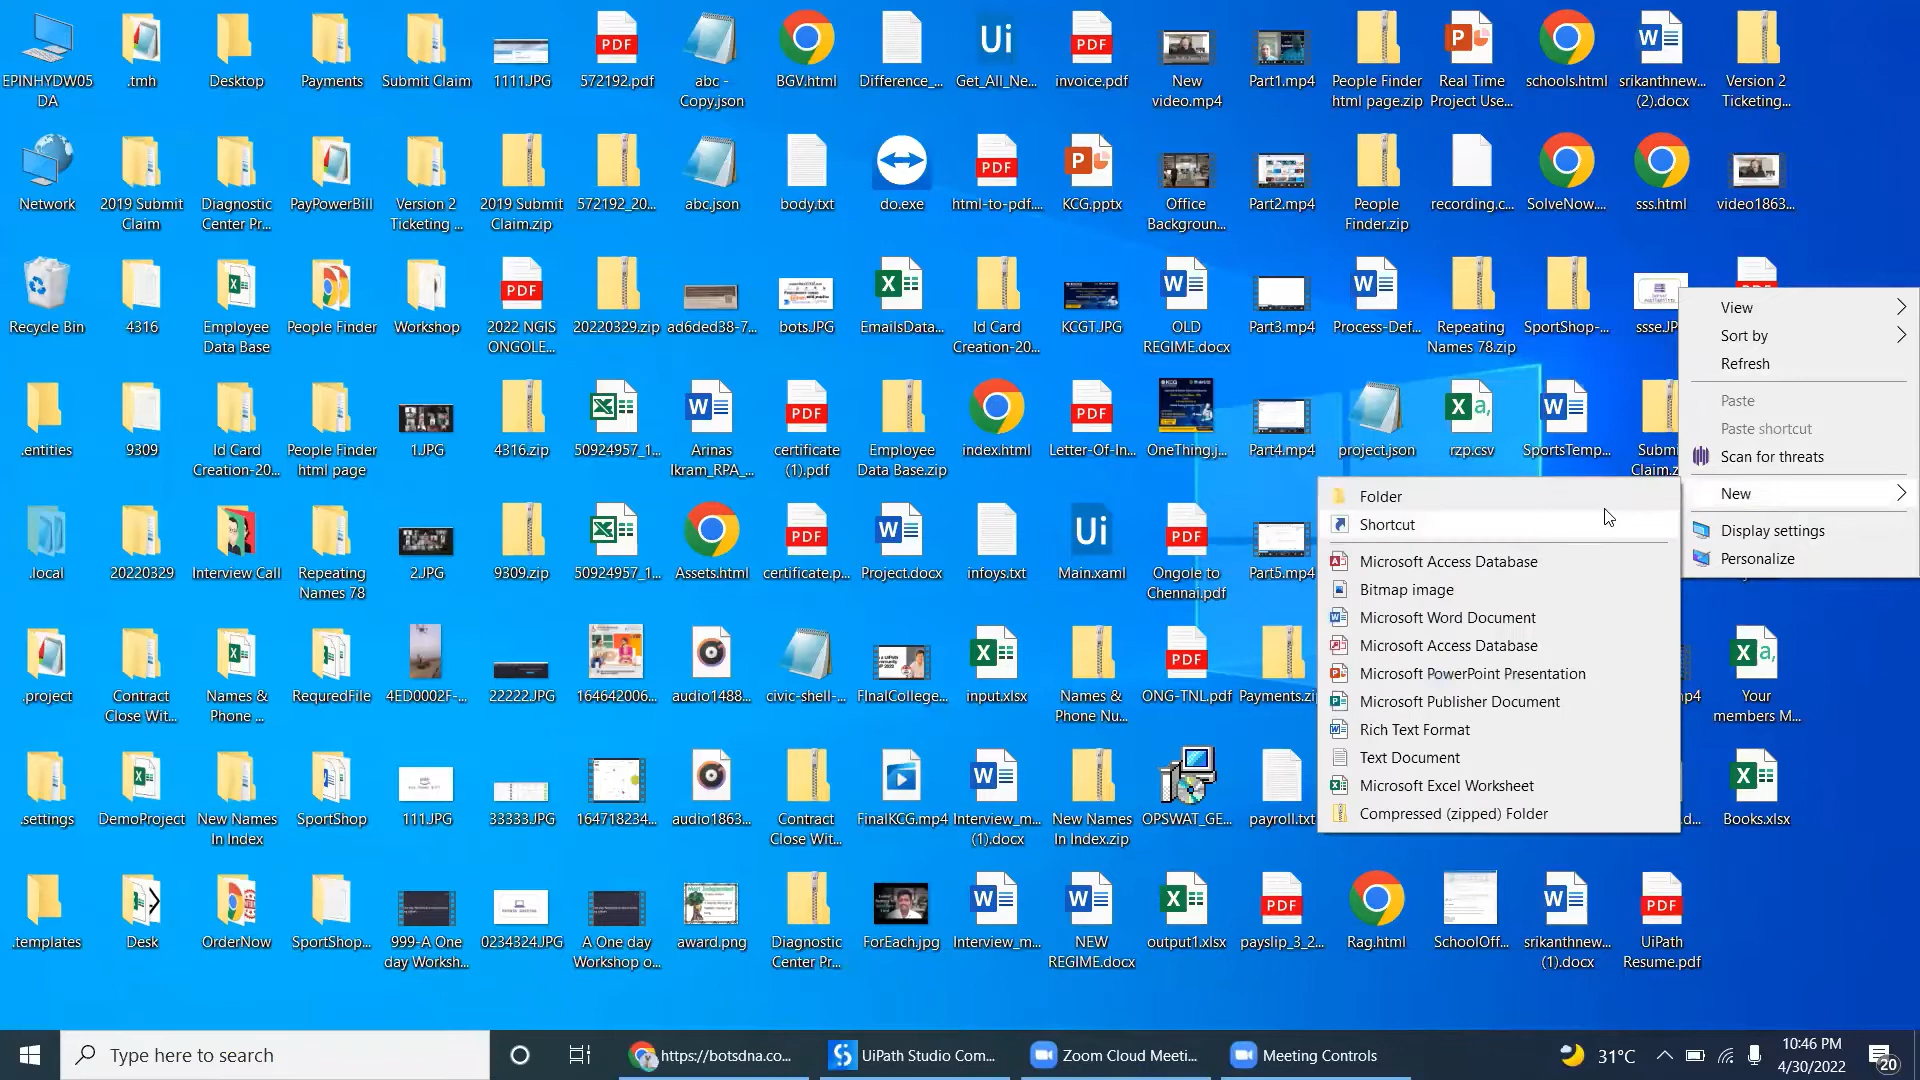 EPINHYDW05
DA
.tmh
Desktop
Payments
Submit Claim
1111.JPG
572192.pdf
abc -
Copy.json
BGV.html
Difference_...
Get_All_Ne...
invoice.pdf
New
video.mp4
Part1.mp4
People Finder
html page.zip
Real Time
Project Use...
schools.html
srikanthnew...
(2).docx
Version 2
Ticketing...
Network
2019 Submit
Claim
Diagnostic
Center Pr...
PayPowerBill
Version 2
Ticketing ...
2019 Submit
Claim.zip
572192_20...
abc.json
body.txt
do.exe
html-to-pdf....
KCG.pptx
Office
Backgroun...
Part2.mp4
People
Finder.zip
recording.c...
SolveNow....
sss.html
video1863...
Recycle Bin
4316
Employee
Data Base
People Finder
Workshop
2022 NGIS
ONGOLE...
20220329.zip
ad6ded38-7...
bots.JPG
EmailsData...
Id Card
Creation-20...
KCGT.JPG
OLD
REGIME.docx
Part3.mp4
Process-Def...
Repeating
Names 78.zip
SportShop-...
ssse.JP
View
Sort by
Refresh
Paste
Paste shortcut
Scan for threats
New
Display settings
Personalize
.entities
9309
Id Card
Creation-20...
People Finder
html page
1.JPG
4316.zip
50924957_1...
Arinas
Ikram_RPA_...
certificate
(1).pdf
Employee
Data Base.zip
index.html
Letter-Of-In...
OneThing.j...
Part4.mp4
project.json
rzp.csv
SportsTemp...
Submi
Claim.z
.local
20220329
Interview Call
Repeating
Names 78
2.JPG
9309.zip
50924957_1...
Assets.html
certificate.p...
Project.docx
infoys.txt
Main.xaml
Ongole to
Chennai.pdf
Part5.mp4
Folder
Shortcut
Microsoft Access Database
Bitmap image
Microsoft Word Document
Microsoft Access Database
Microsoft PowerPoint Presentation
Microsoft Publisher Document
Rich Text Format
Text Document
Microsoft Excel Worksheet
Compressed (zipped) Folder
.project
Contract
Close Wit...
Names &
Phone ...
RequredFile
4ED0002F-...
22222.JPG
164642006...
audio1488...
civic-shell-...
FInalCollege...
input.xlsx
Names &
Phone Nu...
ONG-TNL.pdf
Payments.zi
mp4
Your
members M...
.settings
DemoProject
New Names
In Index
SportShop
111.JPG
33333.JPG
164718234...
audio1863...
Contract
Close Wit...
FinalKCG.mp4
Interview_m...
(1).docx
New Names
In Index.zip
OPSWAT_GE...
payroll.txt
.d...
Books.xlsx
.templates
Desk
OrderNow
SportShop...
999-A One
day Worksh...
0234324.JPG
A One day
Workshop o...
award.png
Diagnostic
Center Pr...
ForEach.jpg
Interview_m...
NEW
REGIME.docx
output1.xlsx
payslip_3_2...
Rag.html
SchoolOff...
srikanthnew...
(1).docx
UiPath
Resume.pdf
Type here to search
https://botsdna.co...
UiPath Studio Com...
Zoom Cloud Meeti...
Meeting Controls
31°C
10:46 PM
4/30/2022
20